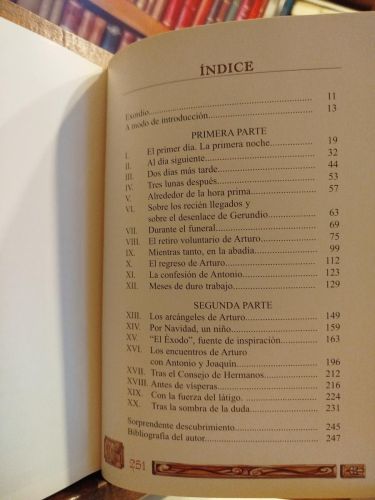 ÍNDICE
Exordio.......... 11
A modo de introducción.......... 13
PRIMERA PARTE
I. El primer día. La primera noche.......... 19
II. Al día siguiente.......... 32
III. Dos días más tarde.......... 44
IV. Tres lunas después.......... 53
V. Alrededor de la hora prima.......... 57
VI. Sobre los recién llegados y
sobre el desenlace de Gerundio.......... 63
VII. Durante el funeral.......... 69
VIII. El retiro voluntario de Arturo.......... 75
IX. Mientras tanto, en la abadía.......... 99
X. El regreso de Arturo.......... 112
XI. La confesión de Antonio.......... 123
XII. Meses de duro trabajo.......... 129
SEGUNDA PARTE
XIII. Los arcángeles de Arturo.......... 149
XIV. Por Navidad, un niño.......... 159
XV. "El Éxodo", fuente de inspiración.......... 163
XVI. Los encuentros de Arturo
con Antonio y Joaquín.......... 196
XVII. Tras el Consejo de Hermanos.......... 212
XVIII. Antes de vísperas.......... 216
XIX. Con la fuerza del látigo.......... 224
XX. Tras la sombra de la duda.......... 231
Sorprendente descubrimiento.......... 245
Bibliografía del autor.......... 247
251